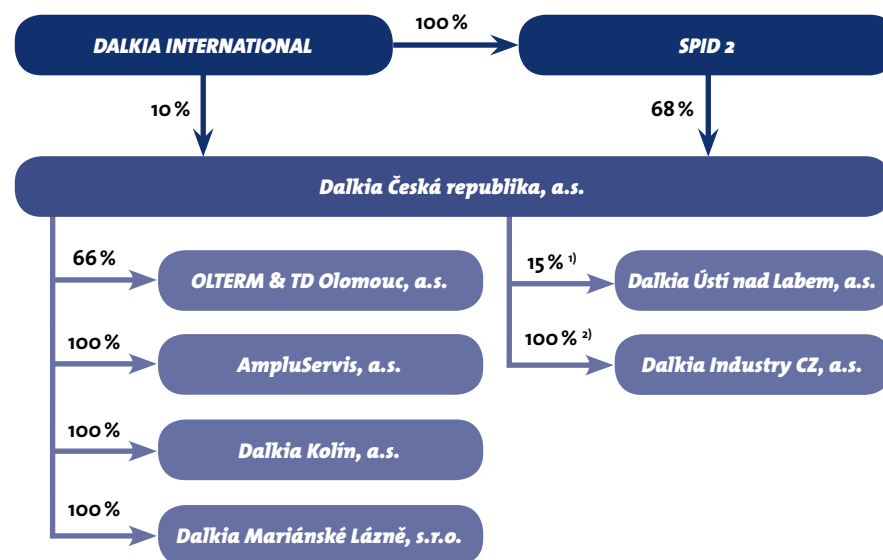 DALKIA INTERNATIONAL
100 %
SPID 2
10 %
68 %
Dalkia Česká republika, a.s.
66 %
OLTERM & TD Olomouc, a.s.
100 %
AmpluServis, a.s.
100 %
Dalkia Kolín, a.s.
100 %
Dalkia Mariánské Lázně, s.r.o.
15 % ¹⁾
Dalkia Ústí nad Labem, a.s.
100 % ²⁾
Dalkia Industry CZ, a.s.